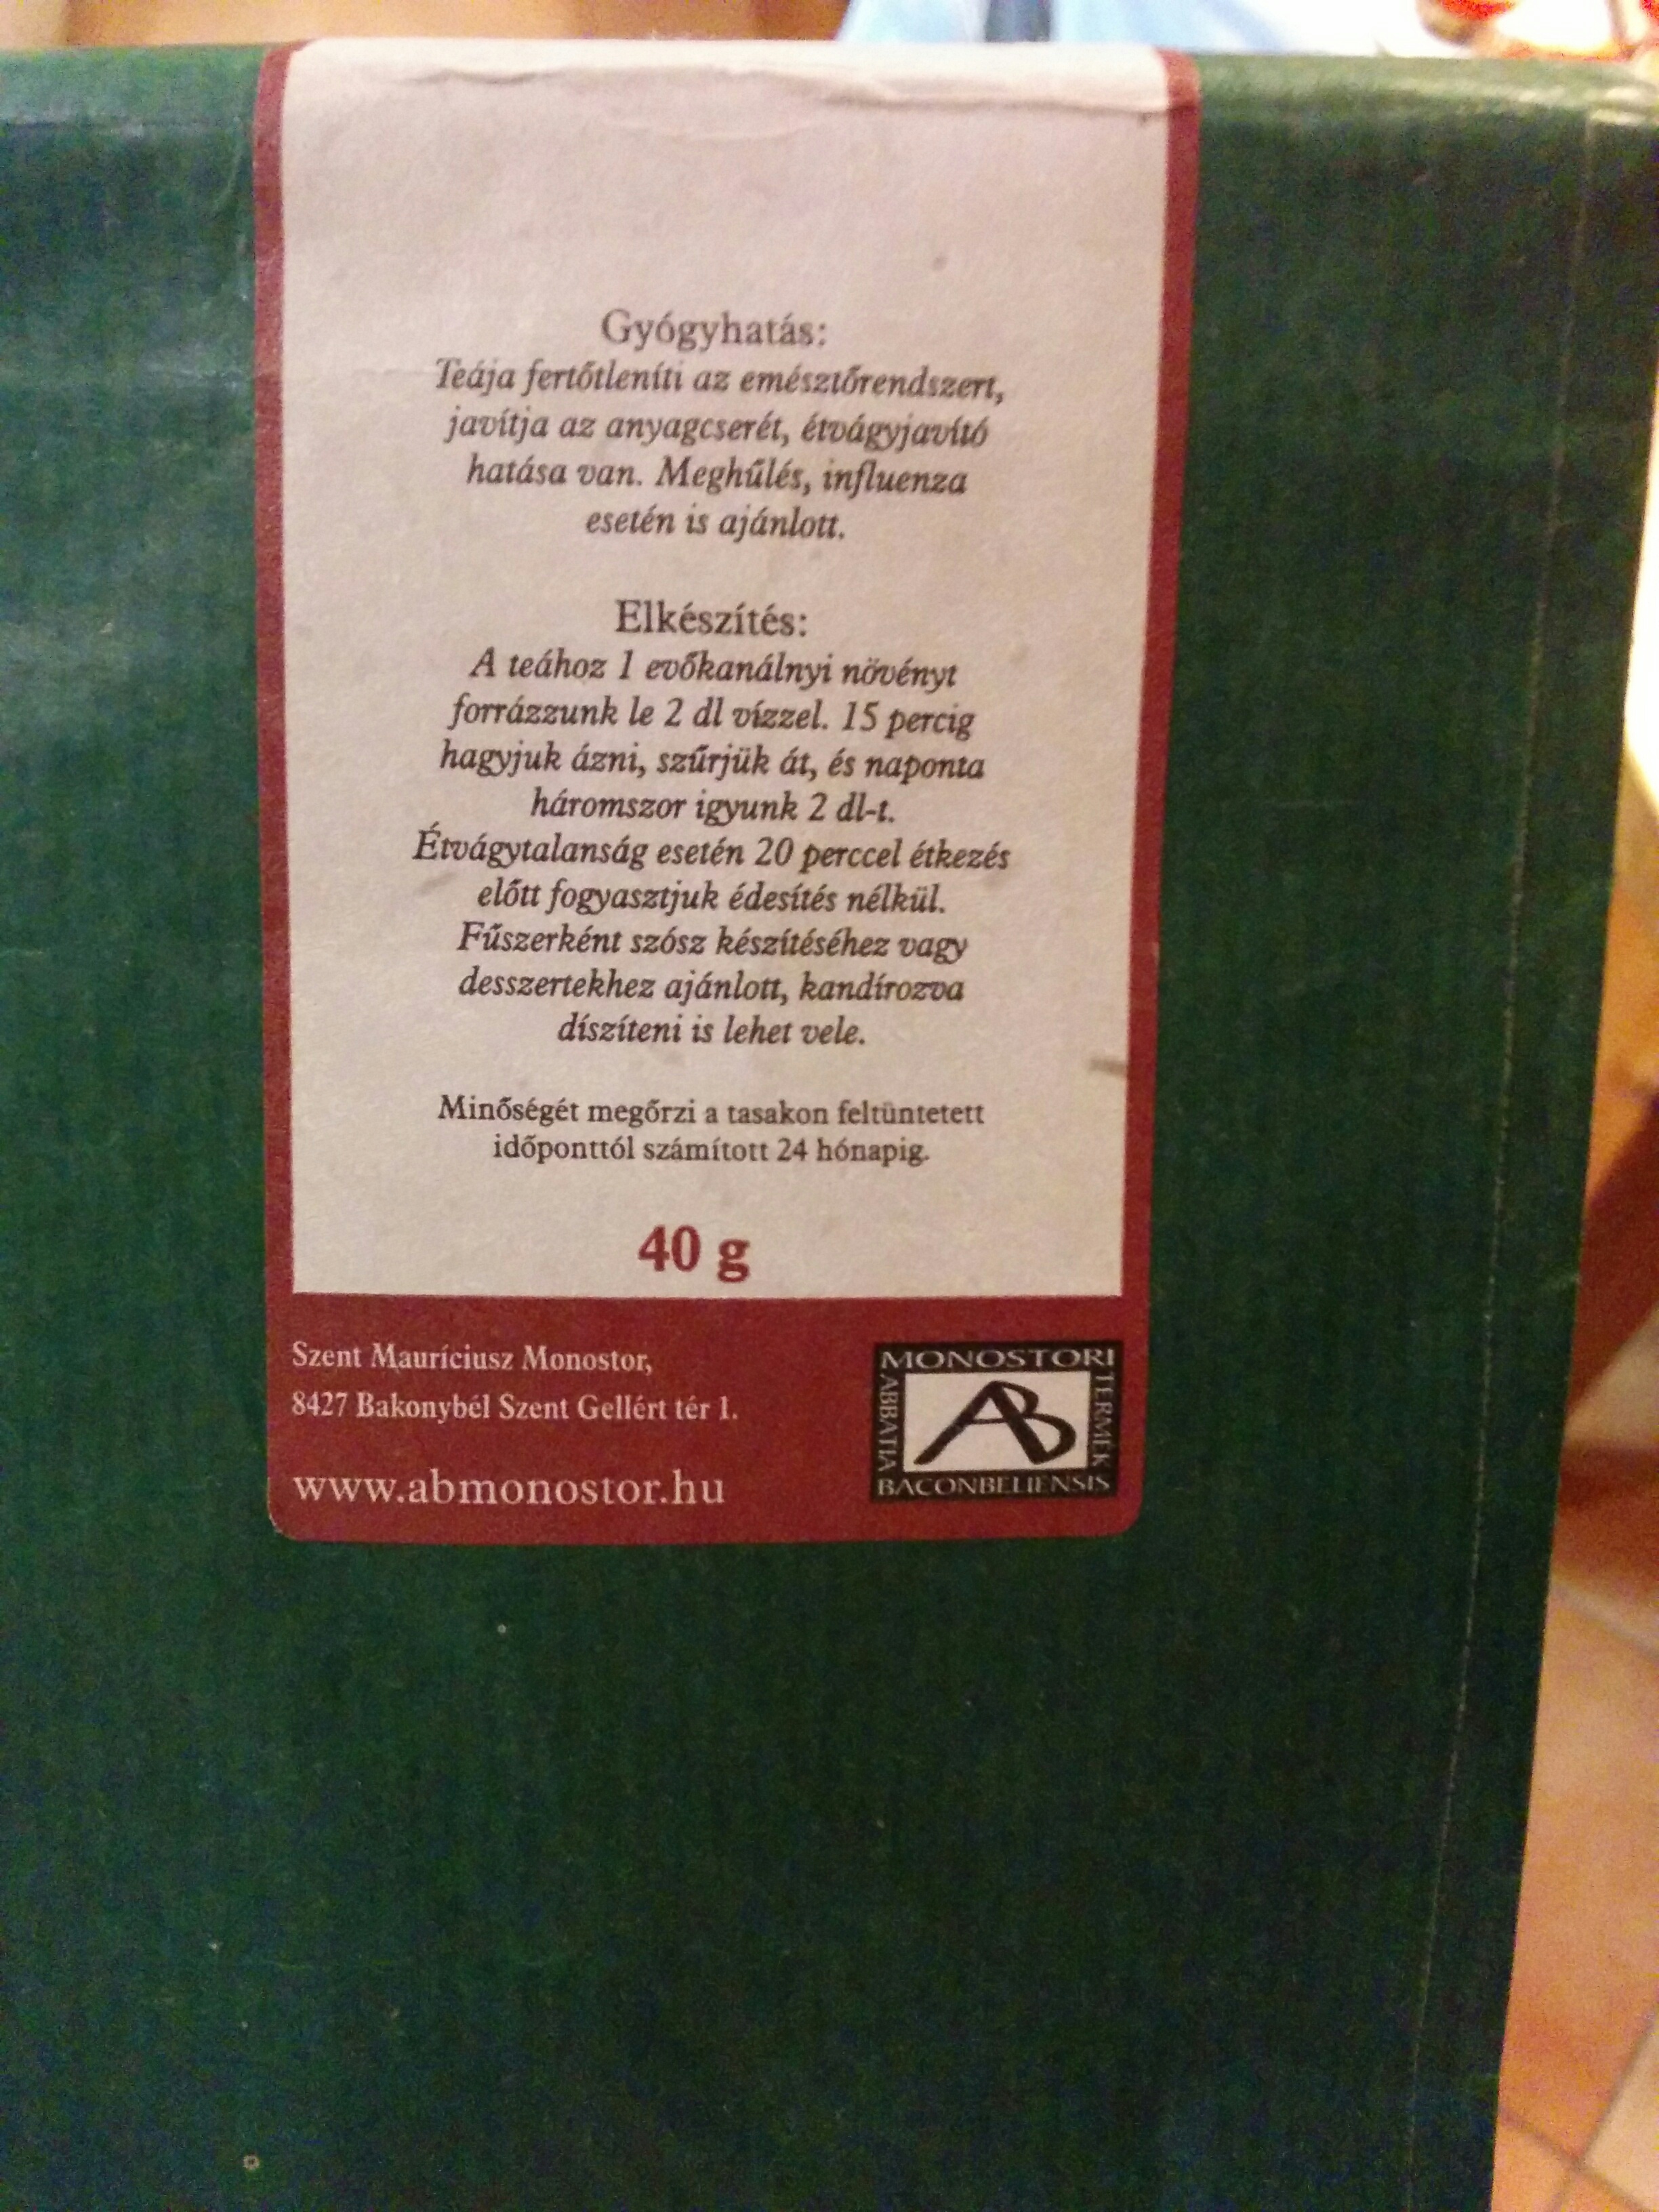 Gyógyhatás:
Teája fertőtleníti az emésztőrendszert,
javítja az anyagcserét, étvágyjavító
hatása van. Meghűlés, influenza
esetén is ajánlott.
Elkészítés:
A teához 1 evőkanálnyi növényt
forrázzunk le 2 dl vízzel. 15 percig
hagyjuk ázni, szűrjük át, és naponta
háromszor igyunk 2 dl-t.
Étvágytalanság esetén 20 perccel étkezés
előtt fogyasztjuk édesítés nélkül.
Fűszerként szósz készítéséhez vagy
desszertekhez ajánlott, kandírozva
díszíteni is lehet vele.
Minőségét megőrzi a tasakon feltüntetett
időponttól számított 24 hónapig.
40 g
Szent Mauríciusz Monostor,
8427 Bakonybél Szent Gellért tér 1.
www.abmonostor.hu
MONOSTORI
TERMÉK
ABBATIA
AB
BACONBELIENSIS